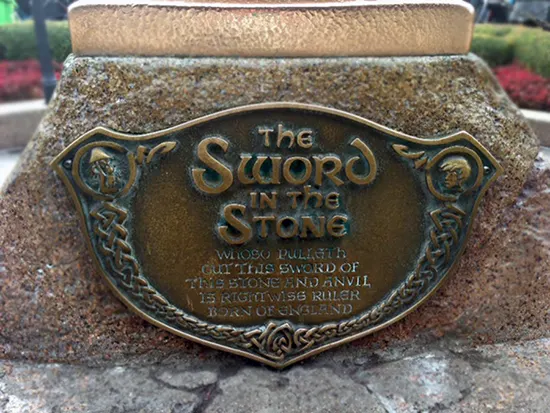 THE
SWORD
IN THE
STONE
WHOSO PULLETH
OUT THIS SWORD OF
THIS STONE AND ANVIL
IS RIGHTWISE RULER
BORN OF ENGLAND